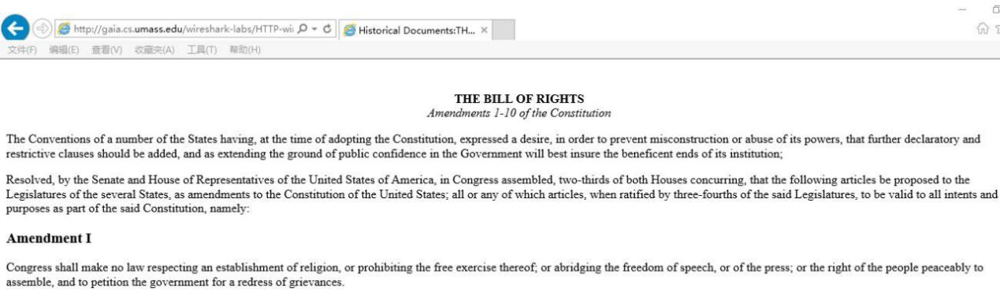 http://gaia.cs.umass.edu/wireshark-labs/HTTP-wii
Historical Documents:TH...
文件(F) 编辑(E) 查看(V) 收藏夹(A) 工具(T) 帮助(H)
THE BILL OF RIGHTS
Amendments 1-10 of the Constitution
The Conventions of a number of the States having, at the time of adopting the Constitution, expressed a desire, in order to prevent misconstruction or abuse of its powers, that further declaratory and
restrictive clauses should be added, and as extending the ground of public confidence in the Government will best insure the beneficent ends of its institution;
Resolved, by the Senate and House of Representatives of the United States of America, in Congress assembled, two-thirds of both Houses concurring, that the following articles be proposed to the
Legislatures of the several States, as amendments to the Constitution of the United States; all or any of which articles, when ratified by three-fourths of the said Legislatures, to be valid to all intents and
purposes as part of the said Constitution, namely:
Amendment I
Congress shall make no law respecting an establishment of religion, or prohibiting the free exercise thereof; or abridging the freedom of speech, or of the press; or the right of the people peaceably to
assemble, and to petition the government for a redress of grievances.